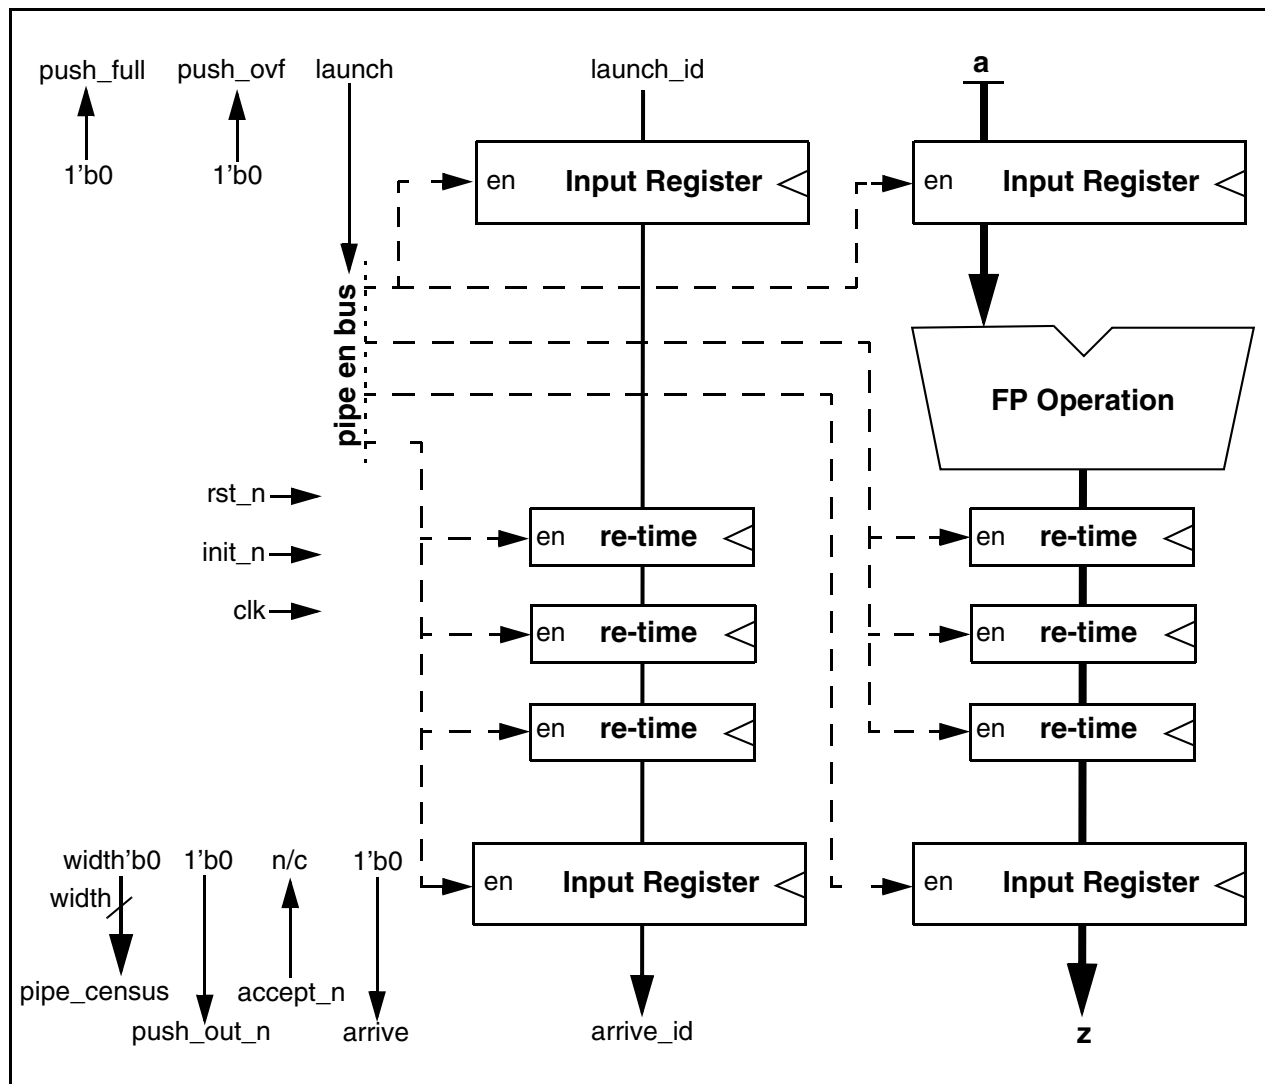 push_full
push_ovf
launch
launch_id
a
1'b0
1'b0
en
Input Register
en
Input Register
pipe en bus
FP Operation
rst_n
init_n
clk
en
re-time
en
re-time
en
re-time
en
re-time
en
re-time
en
re-time
width'b0
1'b0
n/c
1'b0
width
en
Input Register
en
Input Register
pipe_census
accept_n
push_out_n
arrive
arrive_id
z